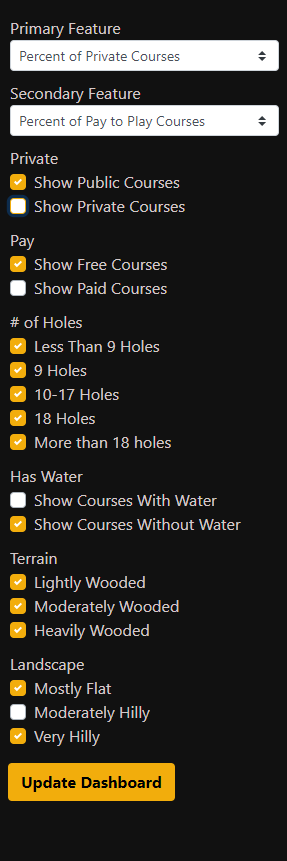 Primary Feature
Percent of Private Courses
Secondary Feature
Percent of Pay to Play Courses
Private
Show Public Courses
Show Private Courses
Pay
Show Free Courses
Show Paid Courses
# of Holes
Less Than 9 Holes
9 Holes
10-17 Holes
18 Holes
More than 18 holes
Has Water
Show Courses With Water
Show Courses Without Water
Terrain
Lightly Wooded
Moderately Wooded
Heavily Wooded
Landscape
Mostly Flat
Moderately Hilly
Very Hilly
Update Dashboard